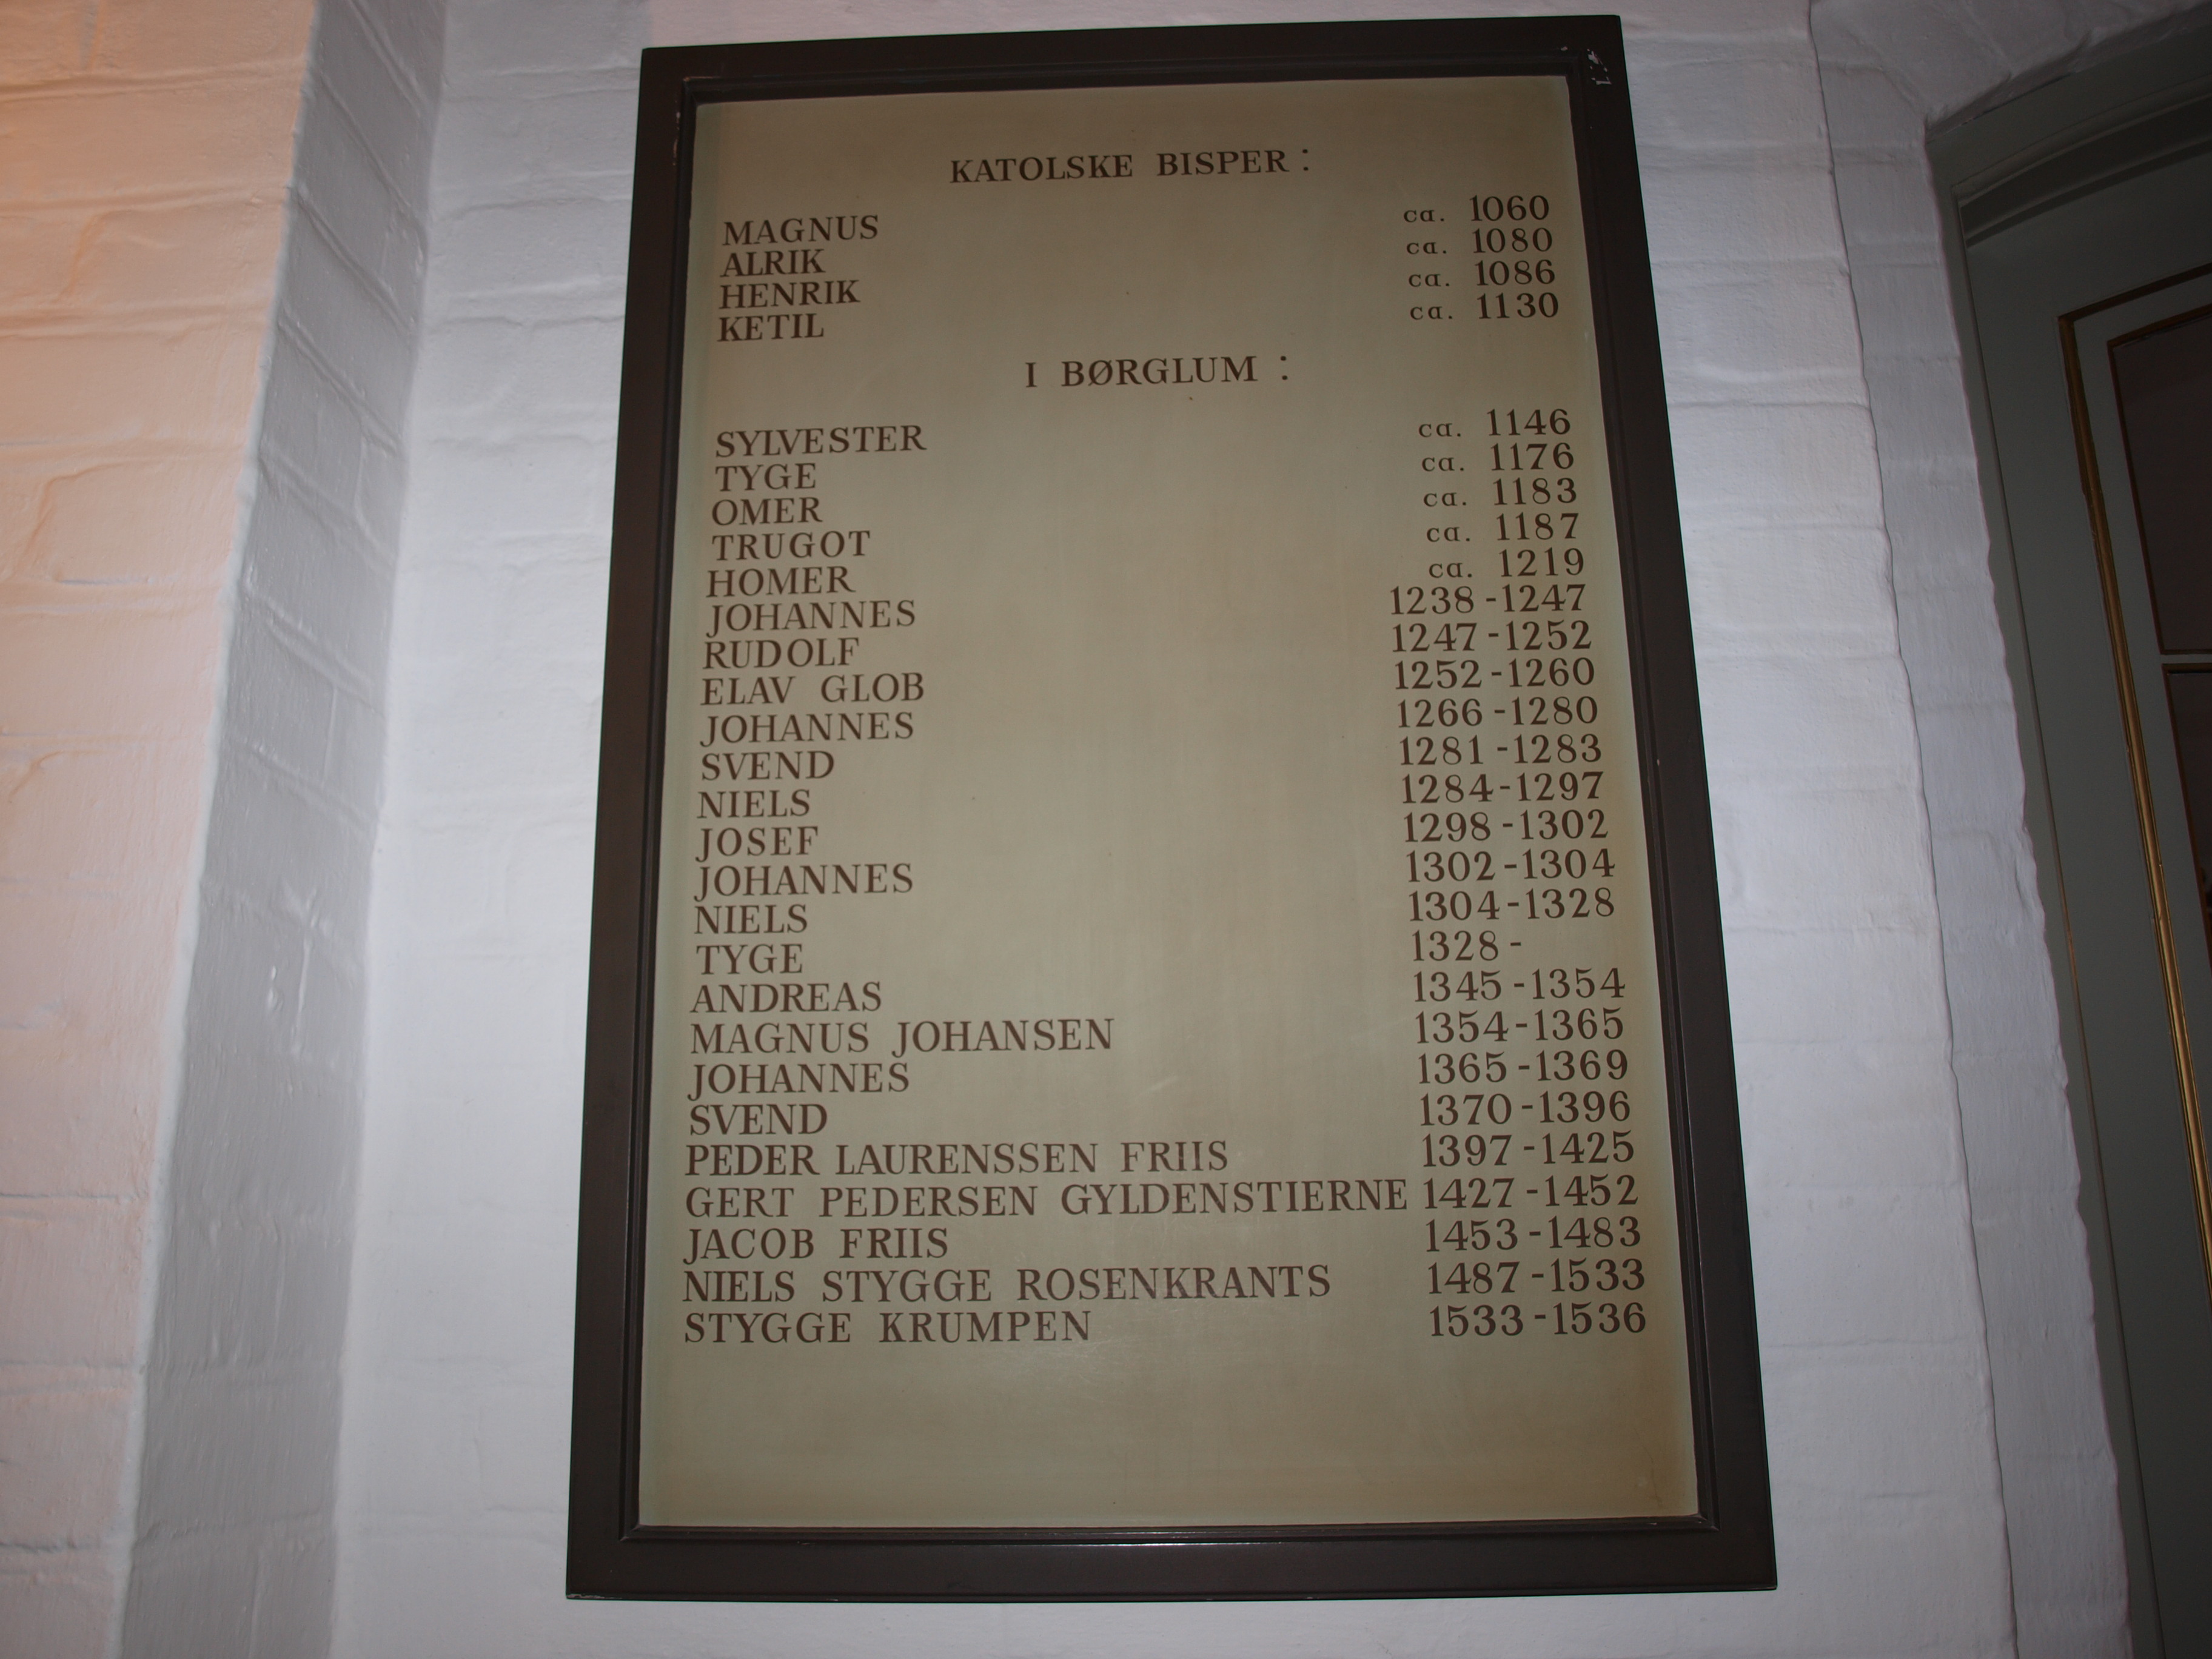 KATOLSKE BISPER :
MAGNUS ca. 1060
ALRIK ca. 1080
HENRIK ca. 1086
KETIL ca. 1130
I BØRGLUM :
SYLVESTER ca. 1146
TYGE ca. 1176
OMER ca. 1183
TRUGOT ca. 1187
HOMER ca. 1219
JOHANNES 1238-1247
RUDOLF 1247-1252
ELAV GLOB 1252-1260
JOHANNES 1266-1280
SVEND 1281-1283
NIELS 1284-1297
JOSEF 1298-1302
JOHANNES 1302-1304
NIELS 1304-1328
TYGE 1328-
ANDREAS 1345-1354
MAGNUS JOHANSEN 1354-1365
JOHANNES 1365-1369
SVEND 1370-1396
PEDER LAURENSSEN FRIIS 1397-1425
GERT PEDERSEN GYLDENSTIERNE 1427-1452
JACOB FRIIS 1453-1483
NIELS STYGGE ROSENKRANTS 1487-1533
STYGGE KRUMPEN 1533-1536